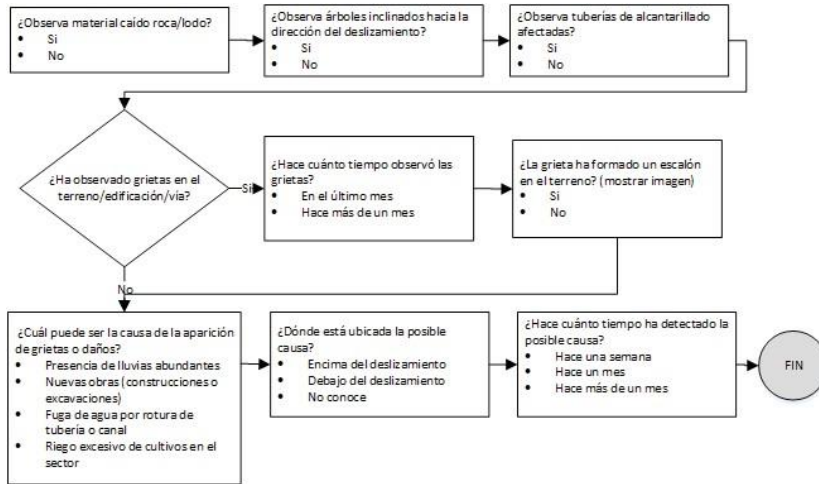 ¿Observa material caído roca/lodo?
• Si
• No
¿Observa árboles inclinados hacia la
dirección del deslizamiento?
• Si
• No
¿Observa tuberías de alcantarillado
afectadas?
• Si
• No
¿Ha observado grietas en el
terreno/edificación/vía?
Si
¿Hace cuánto tiempo observó las
grietas?
• En el último mes
• Hace más de un mes
¿La grieta ha formado un escalón
en el terreno? (mostrar imagen)
• Si
• No
No
¿Cuál puede ser la causa de la aparición
de grietas o daños?
• Presencia de lluvias abundantes
• Nuevas obras (construcciones o
excavaciones)
• Fuga de agua por rotura de
tubería o canal
• Riego excesivo de cultivos en el
sector
¿Dónde está ubicada la posible
causa?
• Encima del deslizamiento
• Debajo del deslizamiento
• No conoce
¿Hace cuánto tiempo ha detectado la
posible causa?
• Hace una semana
• Hace un mes
• Hace más de un mes
FIN